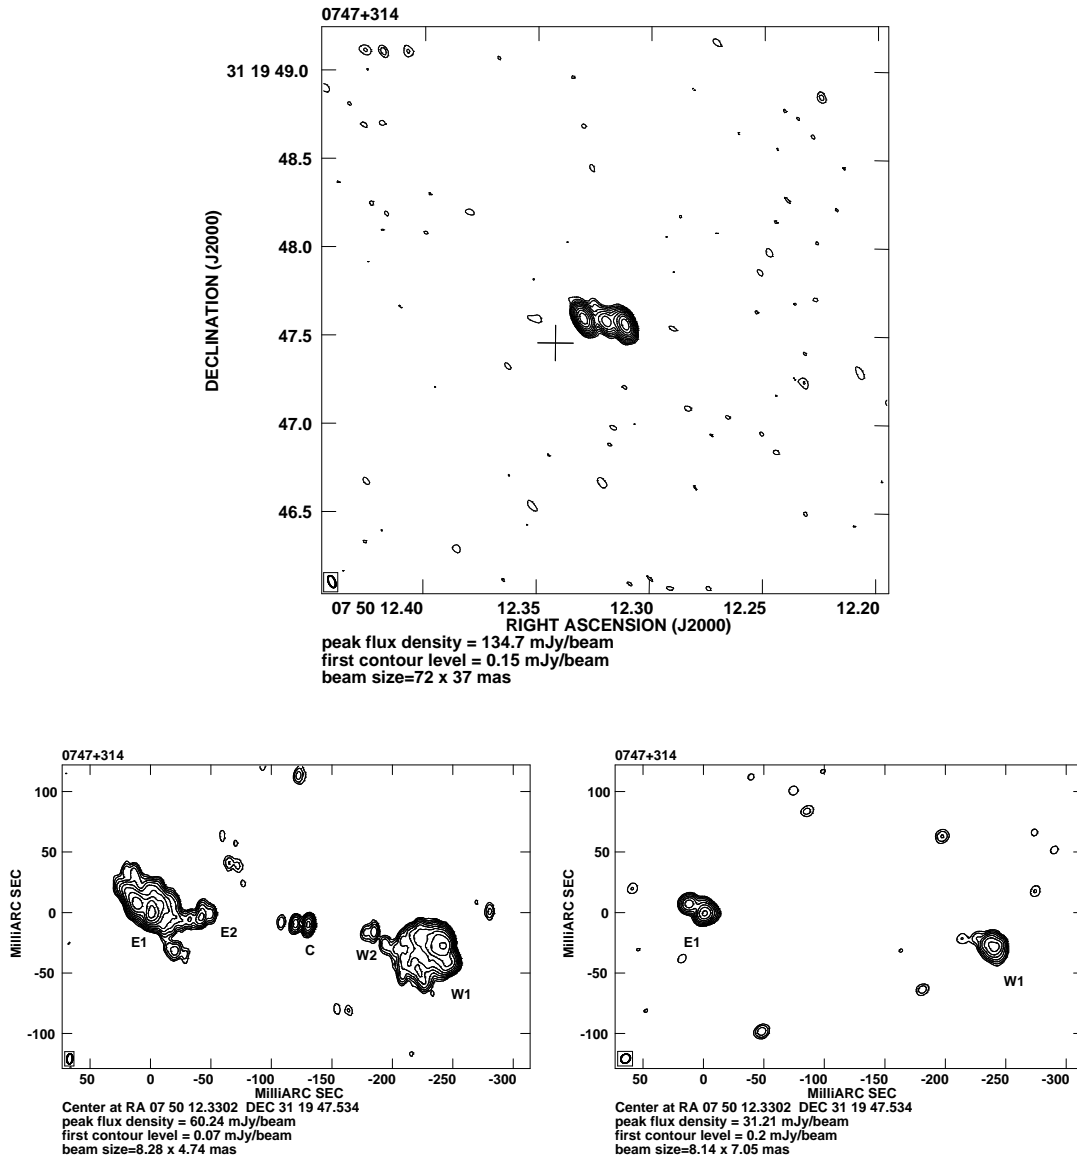 0747+314
31 19 49.0
48.5
48.0
47.5
47.0
46.5
DECLINATION (J2000)
07 50 12.40 12.35 12.30 12.25 12.20
RIGHT ASCENSION (J2000)
peak flux density = 134.7 mJy/beam
first contour level = 0.15 mJy/beam
beam size=72 x 37 mas
0747+314
100
50
0
-50
-100
MilliARC SEC
E1
E2
C
W2
W1
50 0 -50 -100 -150 -200 -250 -300
MilliARC SEC
Center at RA 07 50 12.3302 DEC 31 19 47.534
peak flux density = 60.24 mJy/beam
first contour level = 0.07 mJy/beam
beam size=8.28 x 4.74 mas
0747+314
100
50
0
-50
-100
MilliARC SEC
E1
W1
50 0 -50 -100 -150 -200 -250 -300
MilliARC SEC
Center at RA 07 50 12.3302 DEC 31 19 47.534
peak flux density = 31.21 mJy/beam
first contour level = 0.2 mJy/beam
beam size=8.14 x 7.05 mas